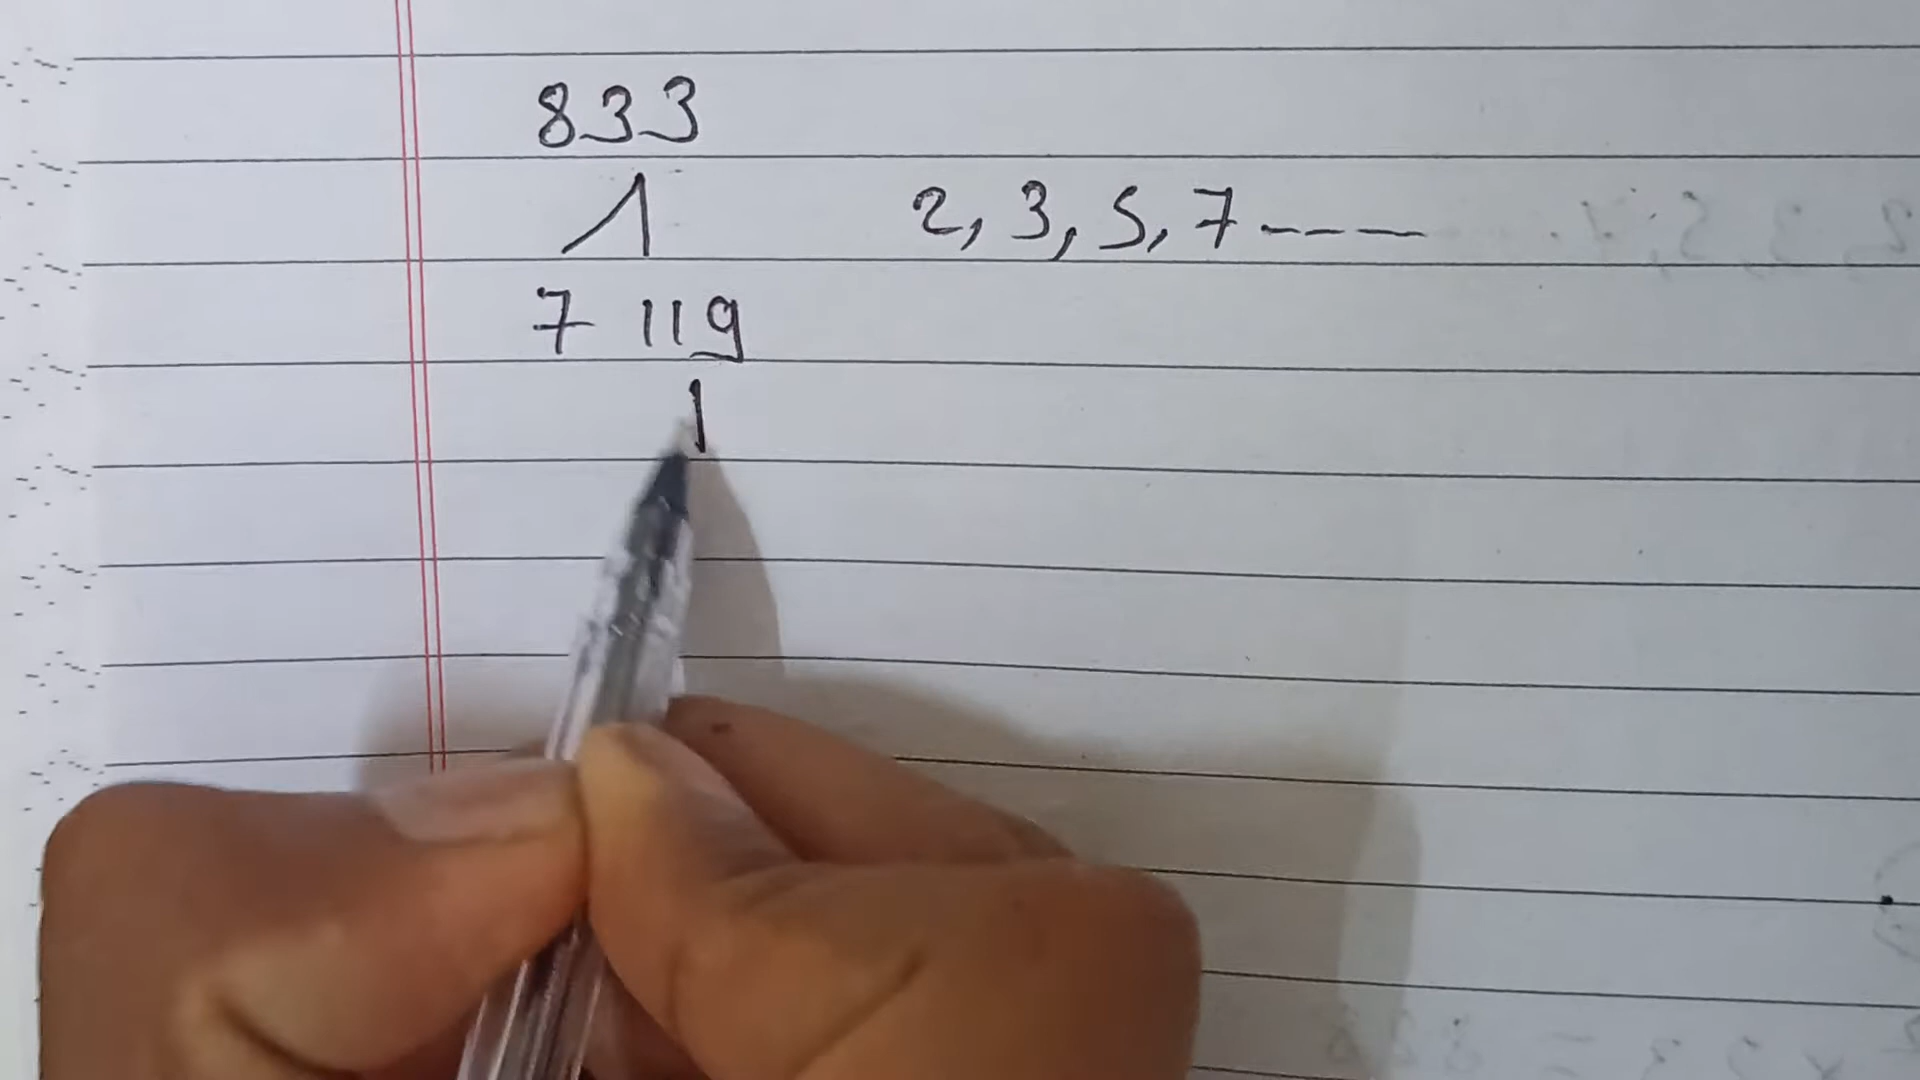 833
2, 3, 5, 7 ----
7 119